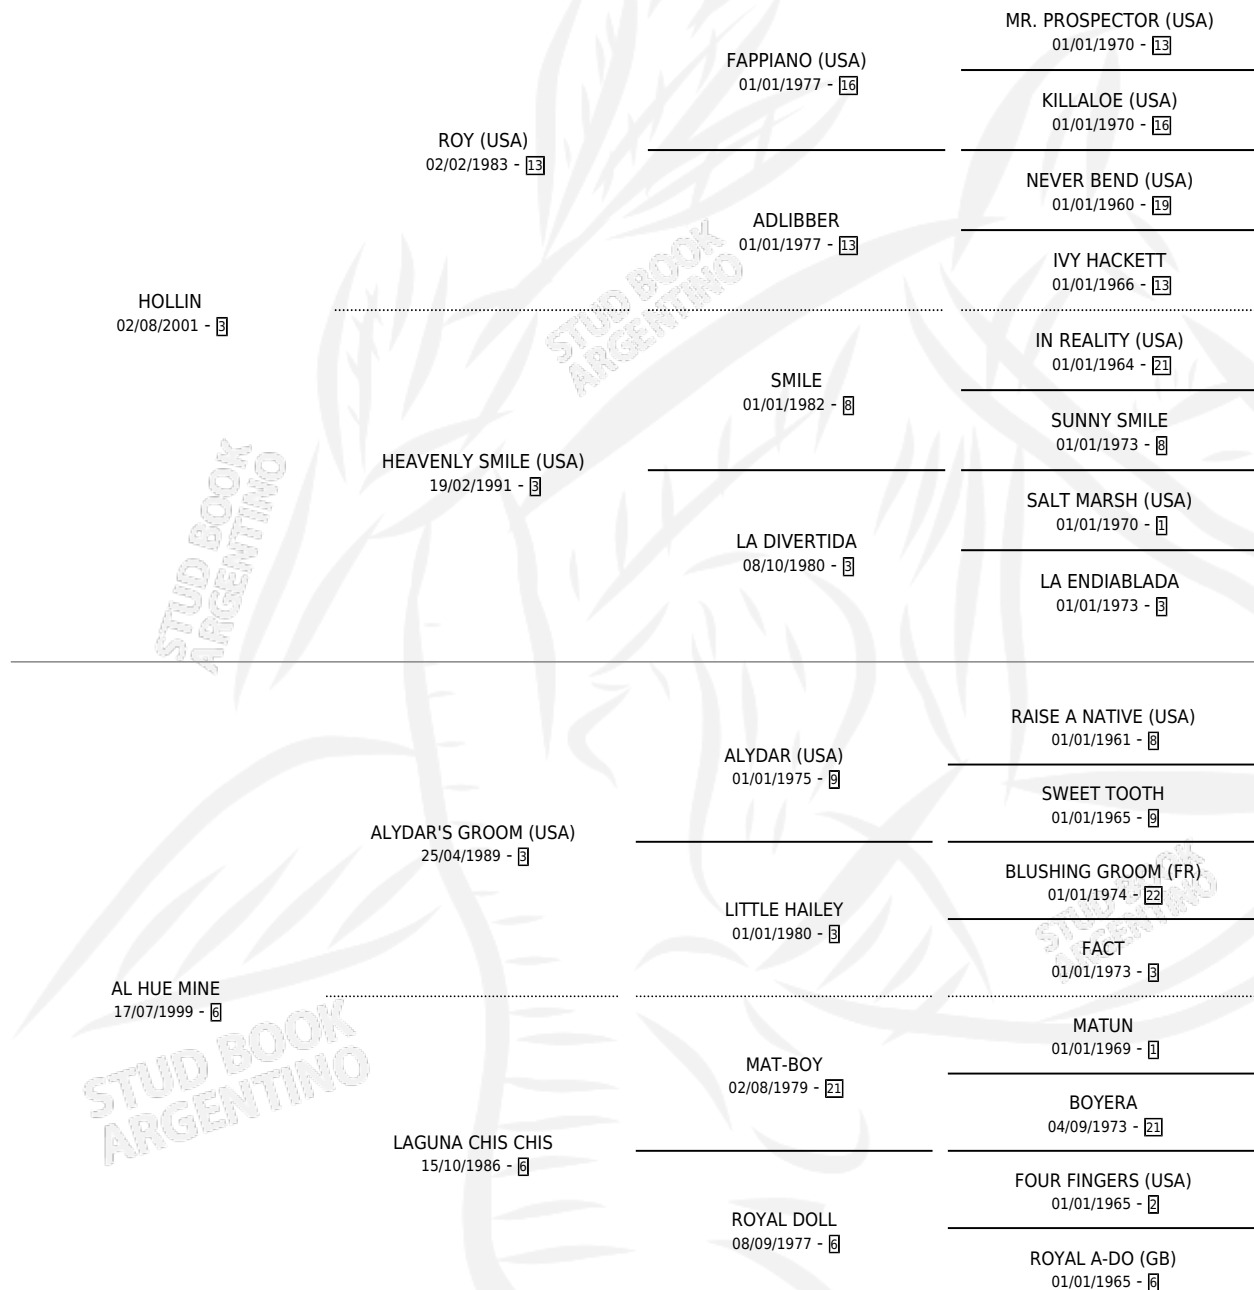 MR. PROSPECTOR (USA)
01/01/1970 - 13
FAPPIANO (USA)
01/01/1977 - 16
KILLALOE (USA)
01/01/1970 - 16
ROY (USA)
02/02/1983 - 13
NEVER BEND (USA)
01/01/1960 - 19
ADLIBBER
01/01/1977 - 13
IVY HACKETT
01/01/1966 - 13
HOLLIN
02/08/2001 - 3
IN REALITY (USA)
01/01/1964 - 21
SMILE
01/01/1982 - 8
SUNNY SMILE
01/01/1973 - 8
HEAVENLY SMILE (USA)
19/02/1991 - 3
SALT MARSH (USA)
01/01/1970 - 1
LA DIVERTIDA
08/10/1980 - 3
LA ENDIABLADA
01/01/1973 - 3
RAISE A NATIVE (USA)
01/01/1961 - 8
ALYDAR (USA)
01/01/1975 - 9
SWEET TOOTH
01/01/1965 - 9
ALYDAR'S GROOM (USA)
25/04/1989 - 3
BLUSHING GROOM (FR)
01/01/1974 - 22
LITTLE HAILEY
01/01/1980 - 3
FACT
01/01/1973 - 3
AL HUE MINE
17/07/1999 - 6
MATUN
01/01/1969 - 1
MAT-BOY
02/08/1979 - 21
BOYERA
04/09/1973 - 21
LAGUNA CHIS CHIS
15/10/1986 - 6
FOUR FINGERS (USA)
01/01/1965 - 2
ROYAL DOLL
08/09/1977 - 6
ROYAL A-DO (GB)
01/01/1965 - 6
STUD BOOK
ARGENTINO
STUD BOOK
ARGENTINO
STUD BOOK
ARGENTINO
STUD BOOK
ARGENTINO